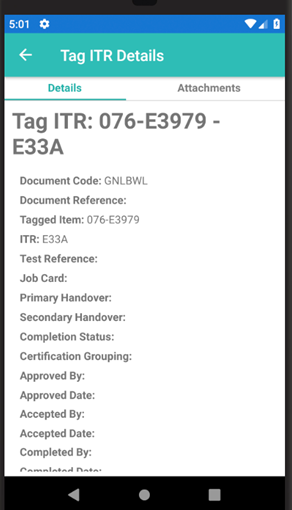 5:01
Tag ITR Details
Details
Attachments
Tag ITR: 076-E3979 -
E33A
Document Code: GNLBWL
Document Reference:
Tagged Item: 076-E3979
ITR: E33A
Test Reference:
Job Card:
Primary Handover:
Secondary Handover:
Completion Status:
Certification Grouping:
Approved By:
Approved Date:
Accepted By:
Accepted Date:
Completed By:
Completed Date: